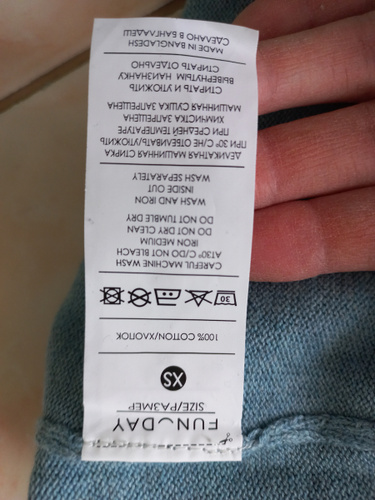 FUN DAY
SIZE/РАЗМЕР
XS
100% COTTON/ХЛОПОК
30
CAREFUL MACHINE WASH
AT30° C/DO NOT BLEACH
IRON MEDIUM
DO NOT DRY CLEAN
DO NOT TUMBLE DRY
WASH AND IRON
INSIDE OUT
WASH SEPARATELY
ДЕЛИКАТНАЯ МАШИННАЯ СТИРКА
ПРИ 30° С/НЕ ОТБЕЛИВАТЬ/УТЮЖИТЬ
ПРИ СРЕДНЕЙ ТЕМПЕРАТУРЕ
ХИМЧИСТКА ЗАПРЕЩЕНА
МАШИННАЯ СУШКА ЗАПРЕЩЕНА
СТИРАТЬ И УТЮЖИТЬ
ВЫВЕРНУТЫМ НАИЗНАНКУ
СТИРАТЬ ОТДЕЛЬНО
MADE IN BANGLADESH
СДЕЛАНО В БАНГЛАДЕШ